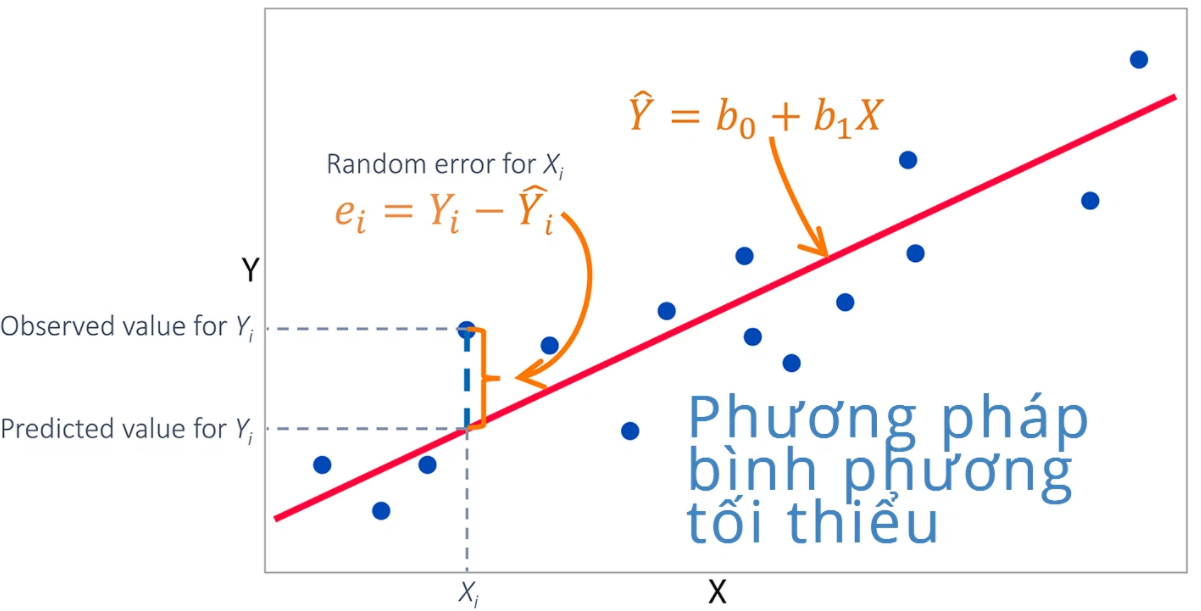 Ŷ = b₀ + b₁X
Random error for Xᵢ
eᵢ = Yᵢ − Ŷᵢ
Y
Observed value for Yᵢ
Predicted value for Yᵢ
Phương pháp
bình phương
tối thiểu
Xᵢ
X